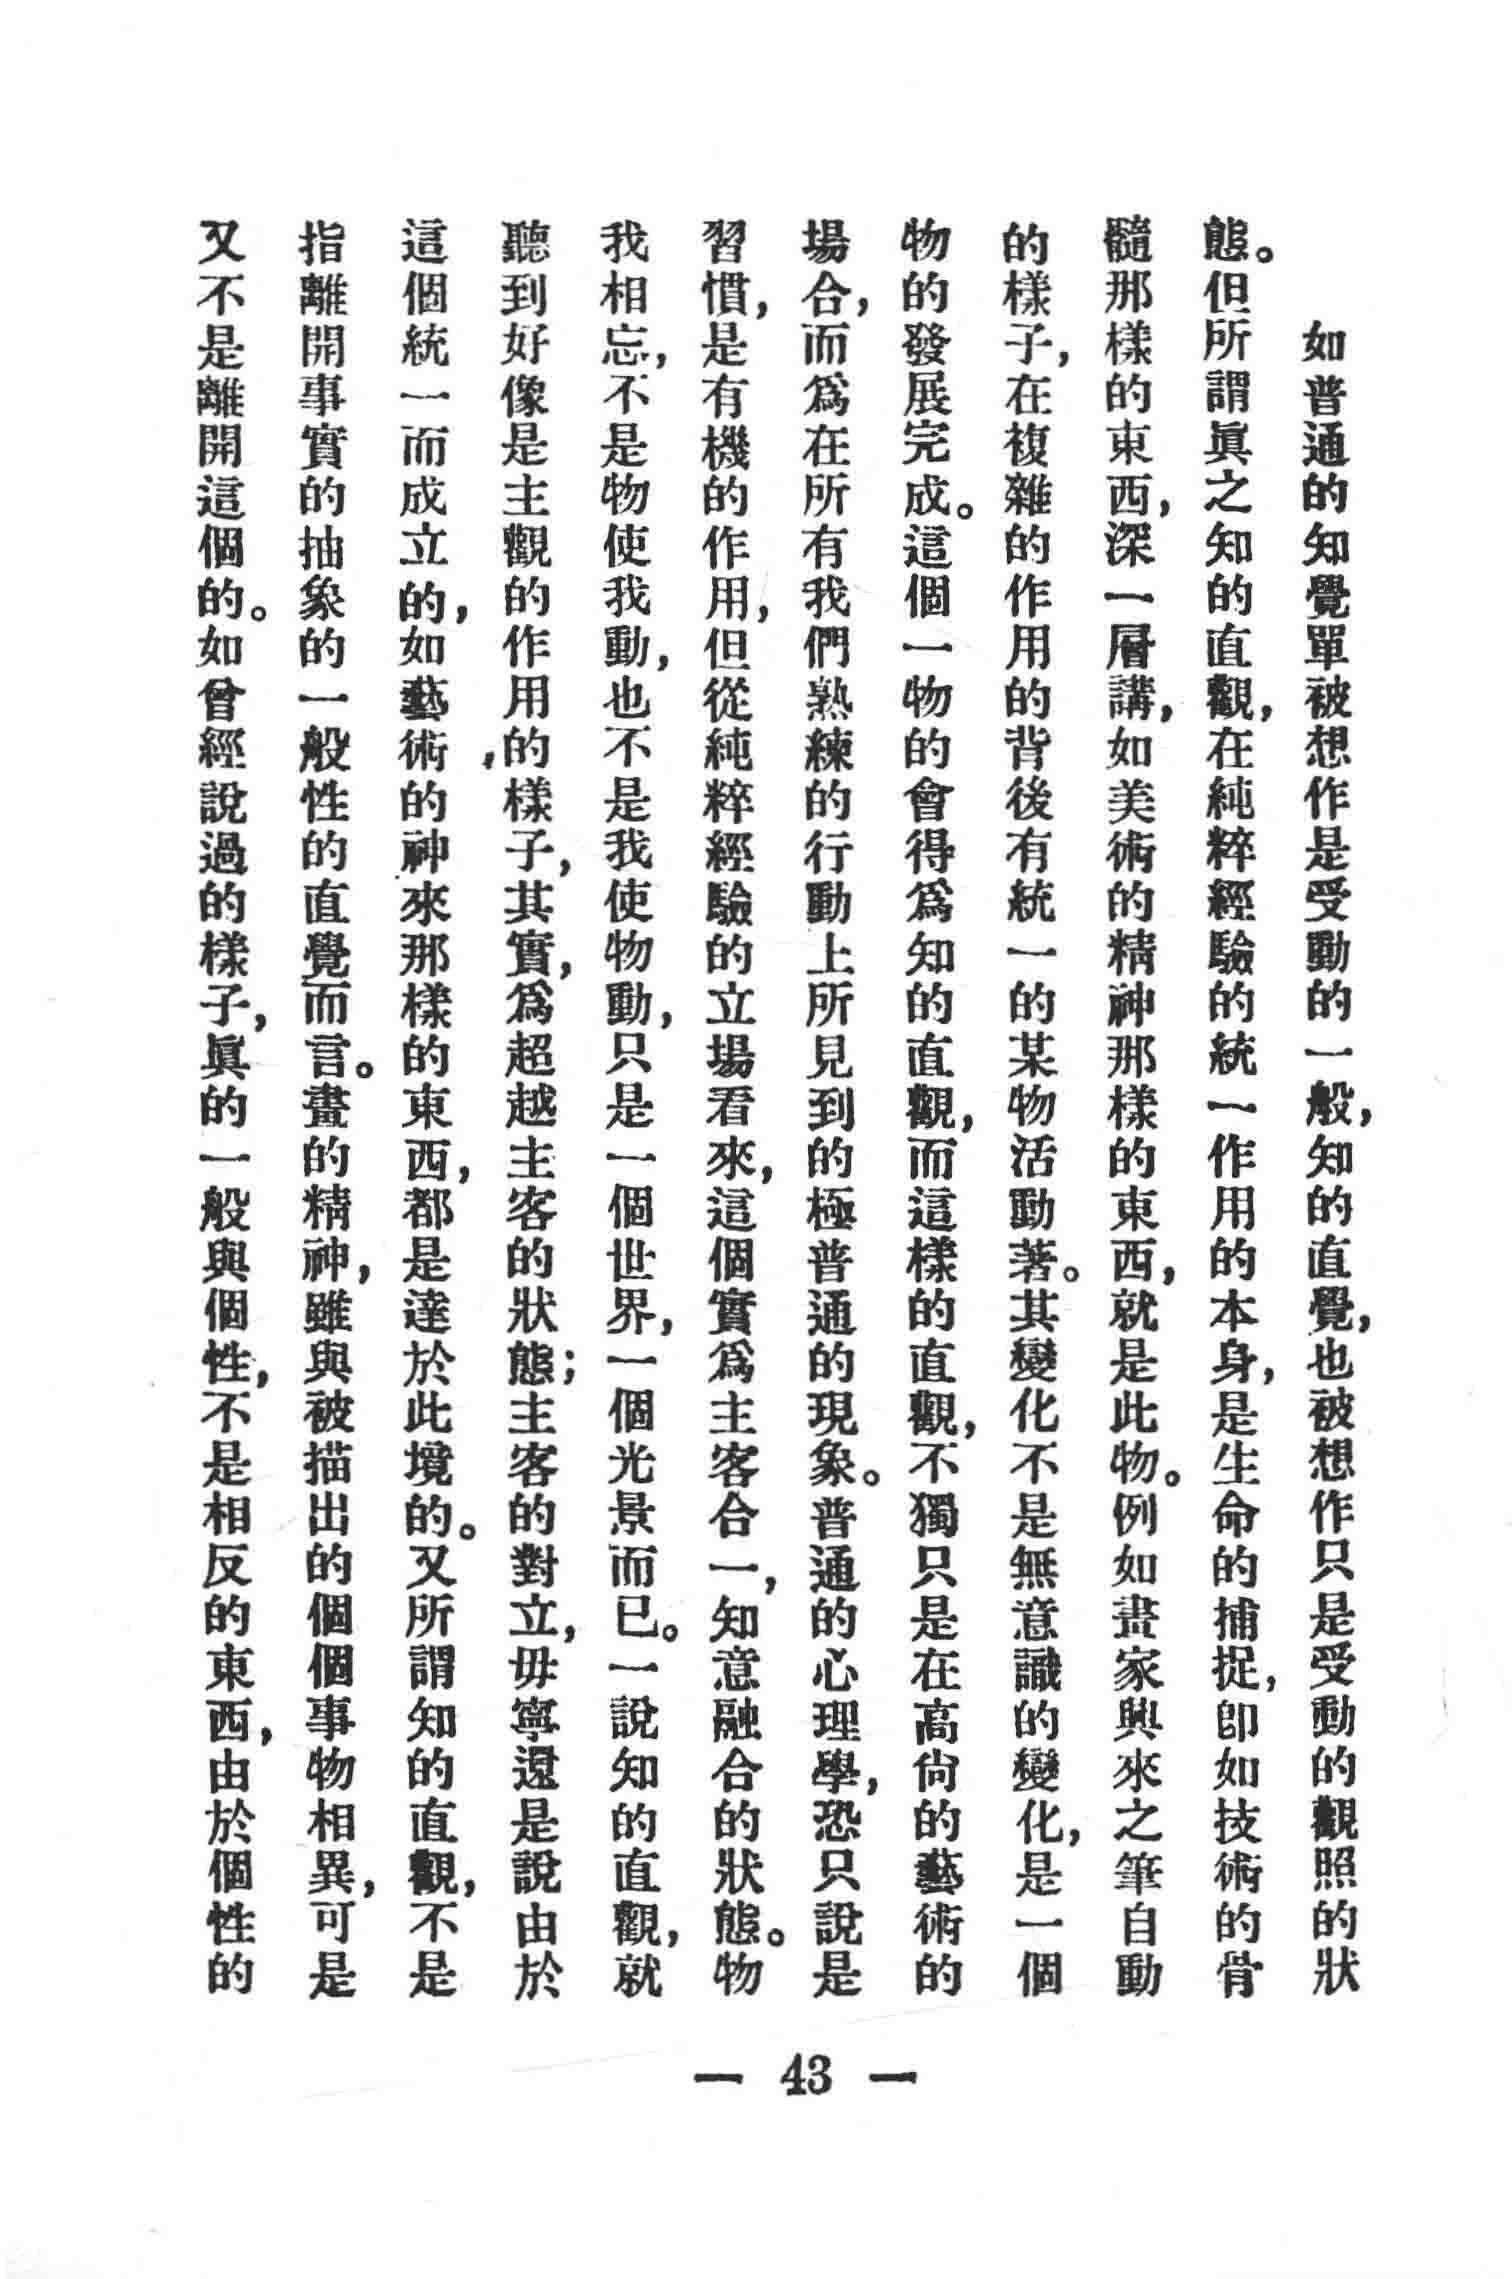 如普通的知覺單被想作是受動的一般，知的直覺，也被想作只是受動的觀照的狀
態。但所謂眞之知的直觀，在純粹經驗的統一作用的本身，是生命的捕捉，卽如技術的骨
髓那樣的東西，深一層講，如美術的精神那樣的東西，就是此物。例如畫家興來之筆自動
的樣子，在複雜的作用的背後有統一的某物活動著。其變化不是無意識的變化，是一個
物的發展完成。這個一物的會得爲知的直觀，而這樣的直觀，不獨只是在高尙的藝術的
場合，而爲在所有我們熟練的行動上所見到的極普通的現象。普通的心理學，恐只說是
習慣，是有機的作用，但從純粹經驗的立場看來，這個實爲主客合一，知意融合的狀態。物
我相忘，不是物使我動，也不是我使物動，只是一個世界，一個光景而已。一說知的直觀，就
聽到好像是主觀的作用的樣子，其實，爲超越主客的狀態；主客的對立，毋寧還是說由於
這個統一而成立的，如藝術的神來那樣的東西，都是達於此境的。又所謂知的直觀，不是
指離開事實的抽象的一般性的直覺而言。畫的精神，雖與被描出的個個事物相異，可是
又不是離開這個的。如曾經說過的樣子，眞的一般與個性，不是相反的東西，由於個性的
— 43 —